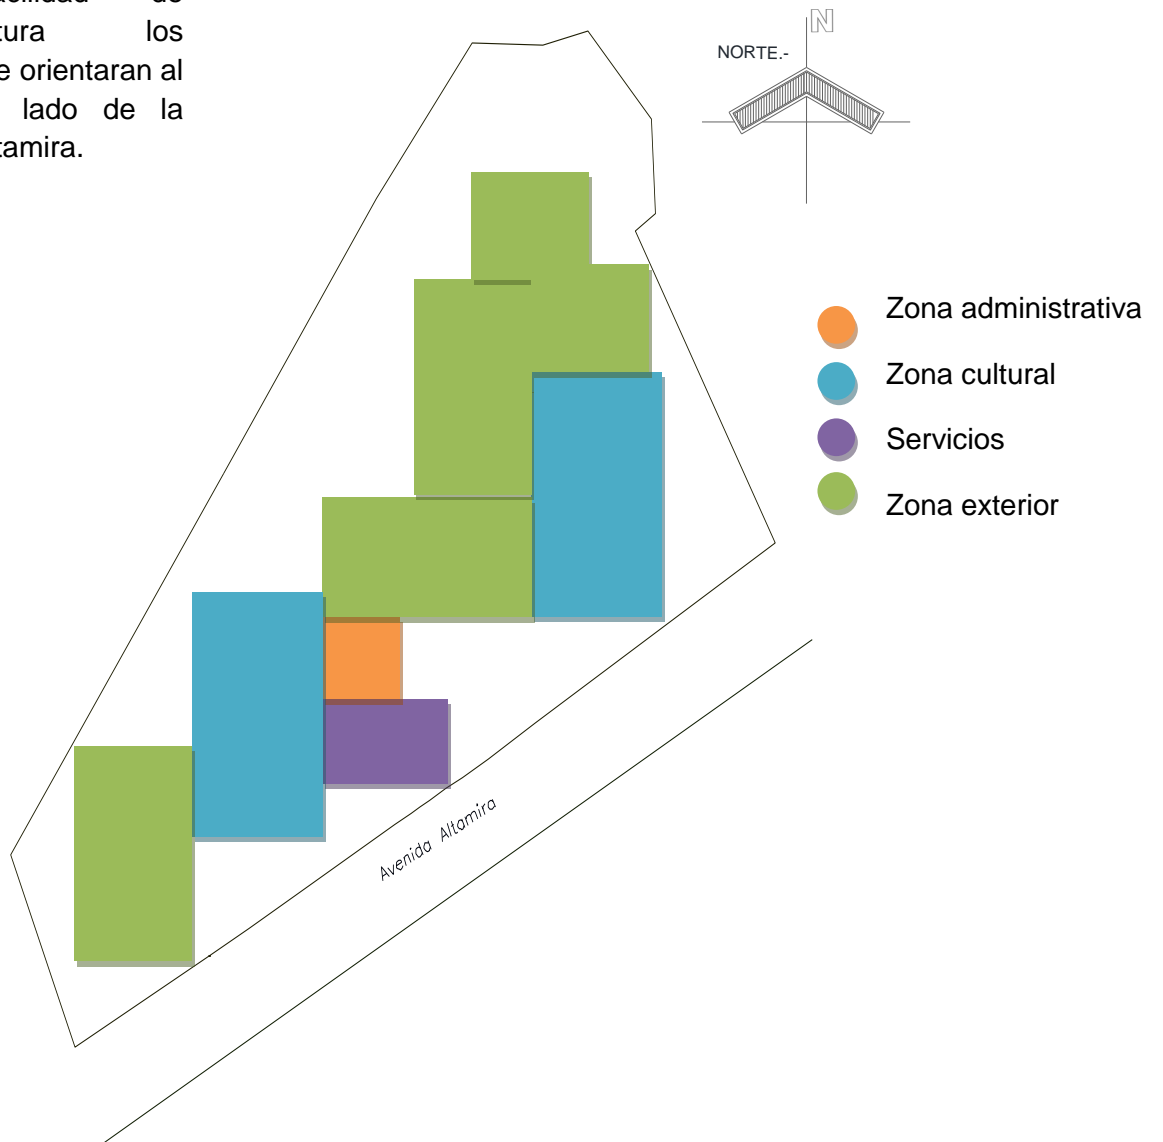 tura los
e orientaran al
lado de la
tamira.
N
NORTE.-
Zona administrativa
Zona cultural
Servicios
Zona exterior
Avenida Altamira